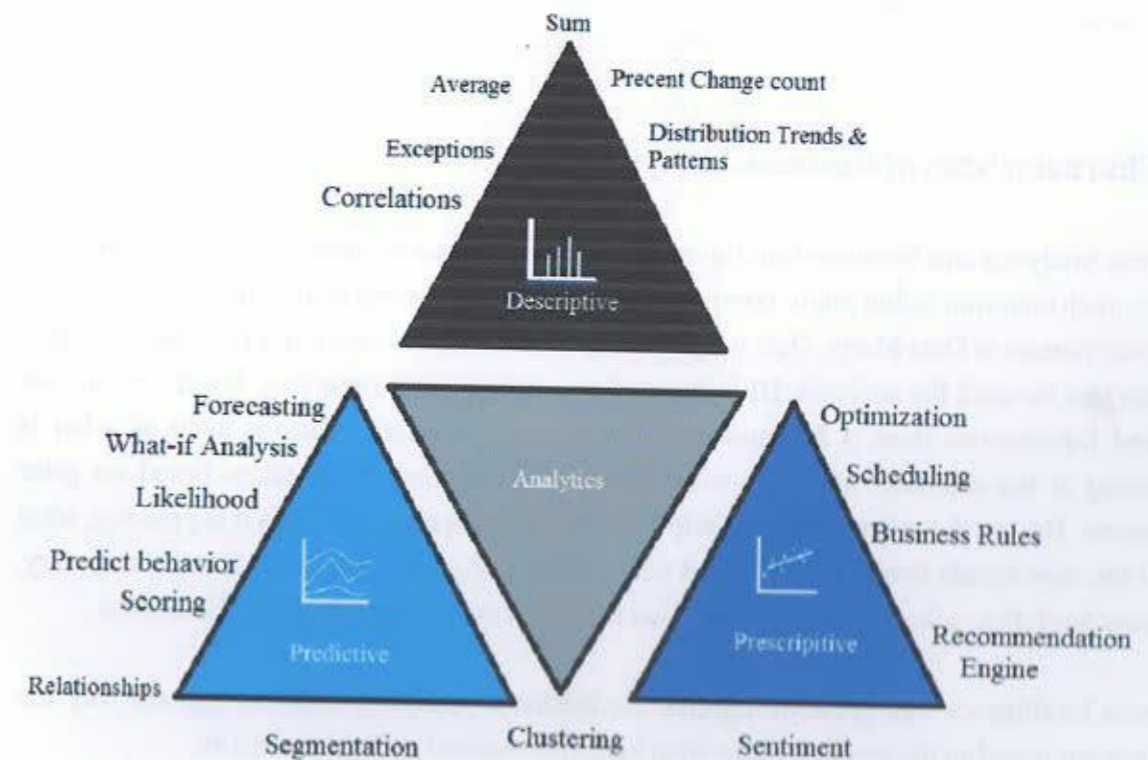 Sum
Average
Precent Change count
Exceptions
Distribution Trends &
Patterns
Correlations
Descriptive
Forecasting
What-if Analysis
Likelihood
Predict behavior
Scoring
Relationships
Predictive
Segmentation
Analytics
Clustering
Optimization
Scheduling
Business Rules
Recommendation
Engine
Prescripitive
Sentiment